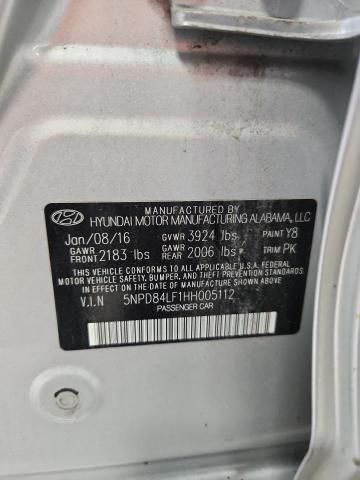 MANUFACTURED BY
HYUNDAI MOTOR MANUFACTURING ALABAMA, LLC
Jan/08/16 GVWR 3924 lbs PAINT Y8
GAWR FRONT 2183 lbs GAWR REAR 2006 lbs F TRIM PK
THIS VEHICLE CONFORMS TO ALL APPLICABLE U.S. FEDERAL
MOTOR VEHICLE SAFETY, BUMPER, AND THEFT PREVENTION
STANDARDS IN EFFECT ON THE DATE OF MANUFACTURE
SHOWN ABOVE.
V.I.N 5NPD84LF1HH005112
PASSENGER CAR